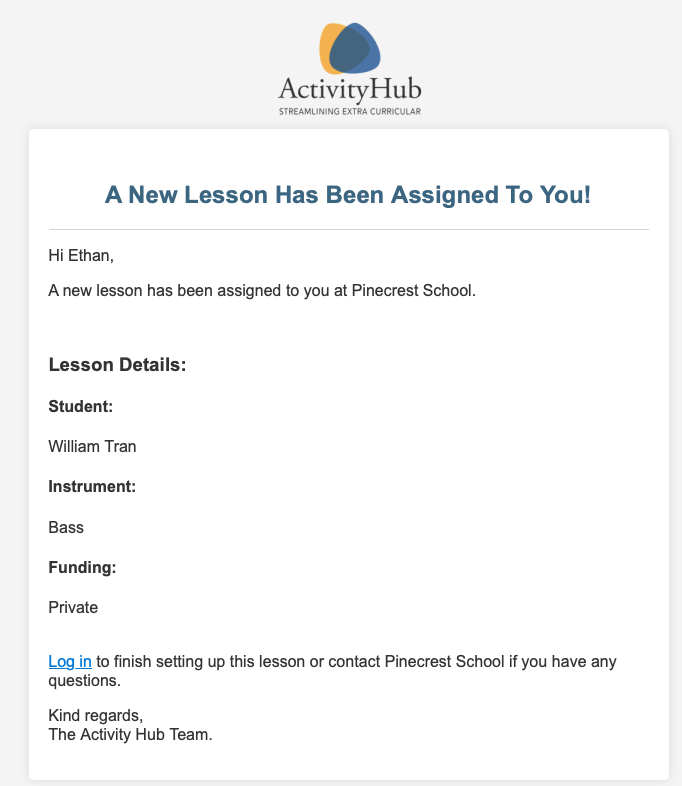 ActivityHub
STREAMLINING EXTRA CURRICULAR
A New Lesson Has Been Assigned To You!
Hi Ethan,
A new lesson has been assigned to you at Pinecrest School.
Lesson Details:
Student:
William Tran
Instrument:
Bass
Funding:
Private
Log in to finish setting up this lesson or contact Pinecrest School if you have any
questions.
Kind regards,
The Activity Hub Team.